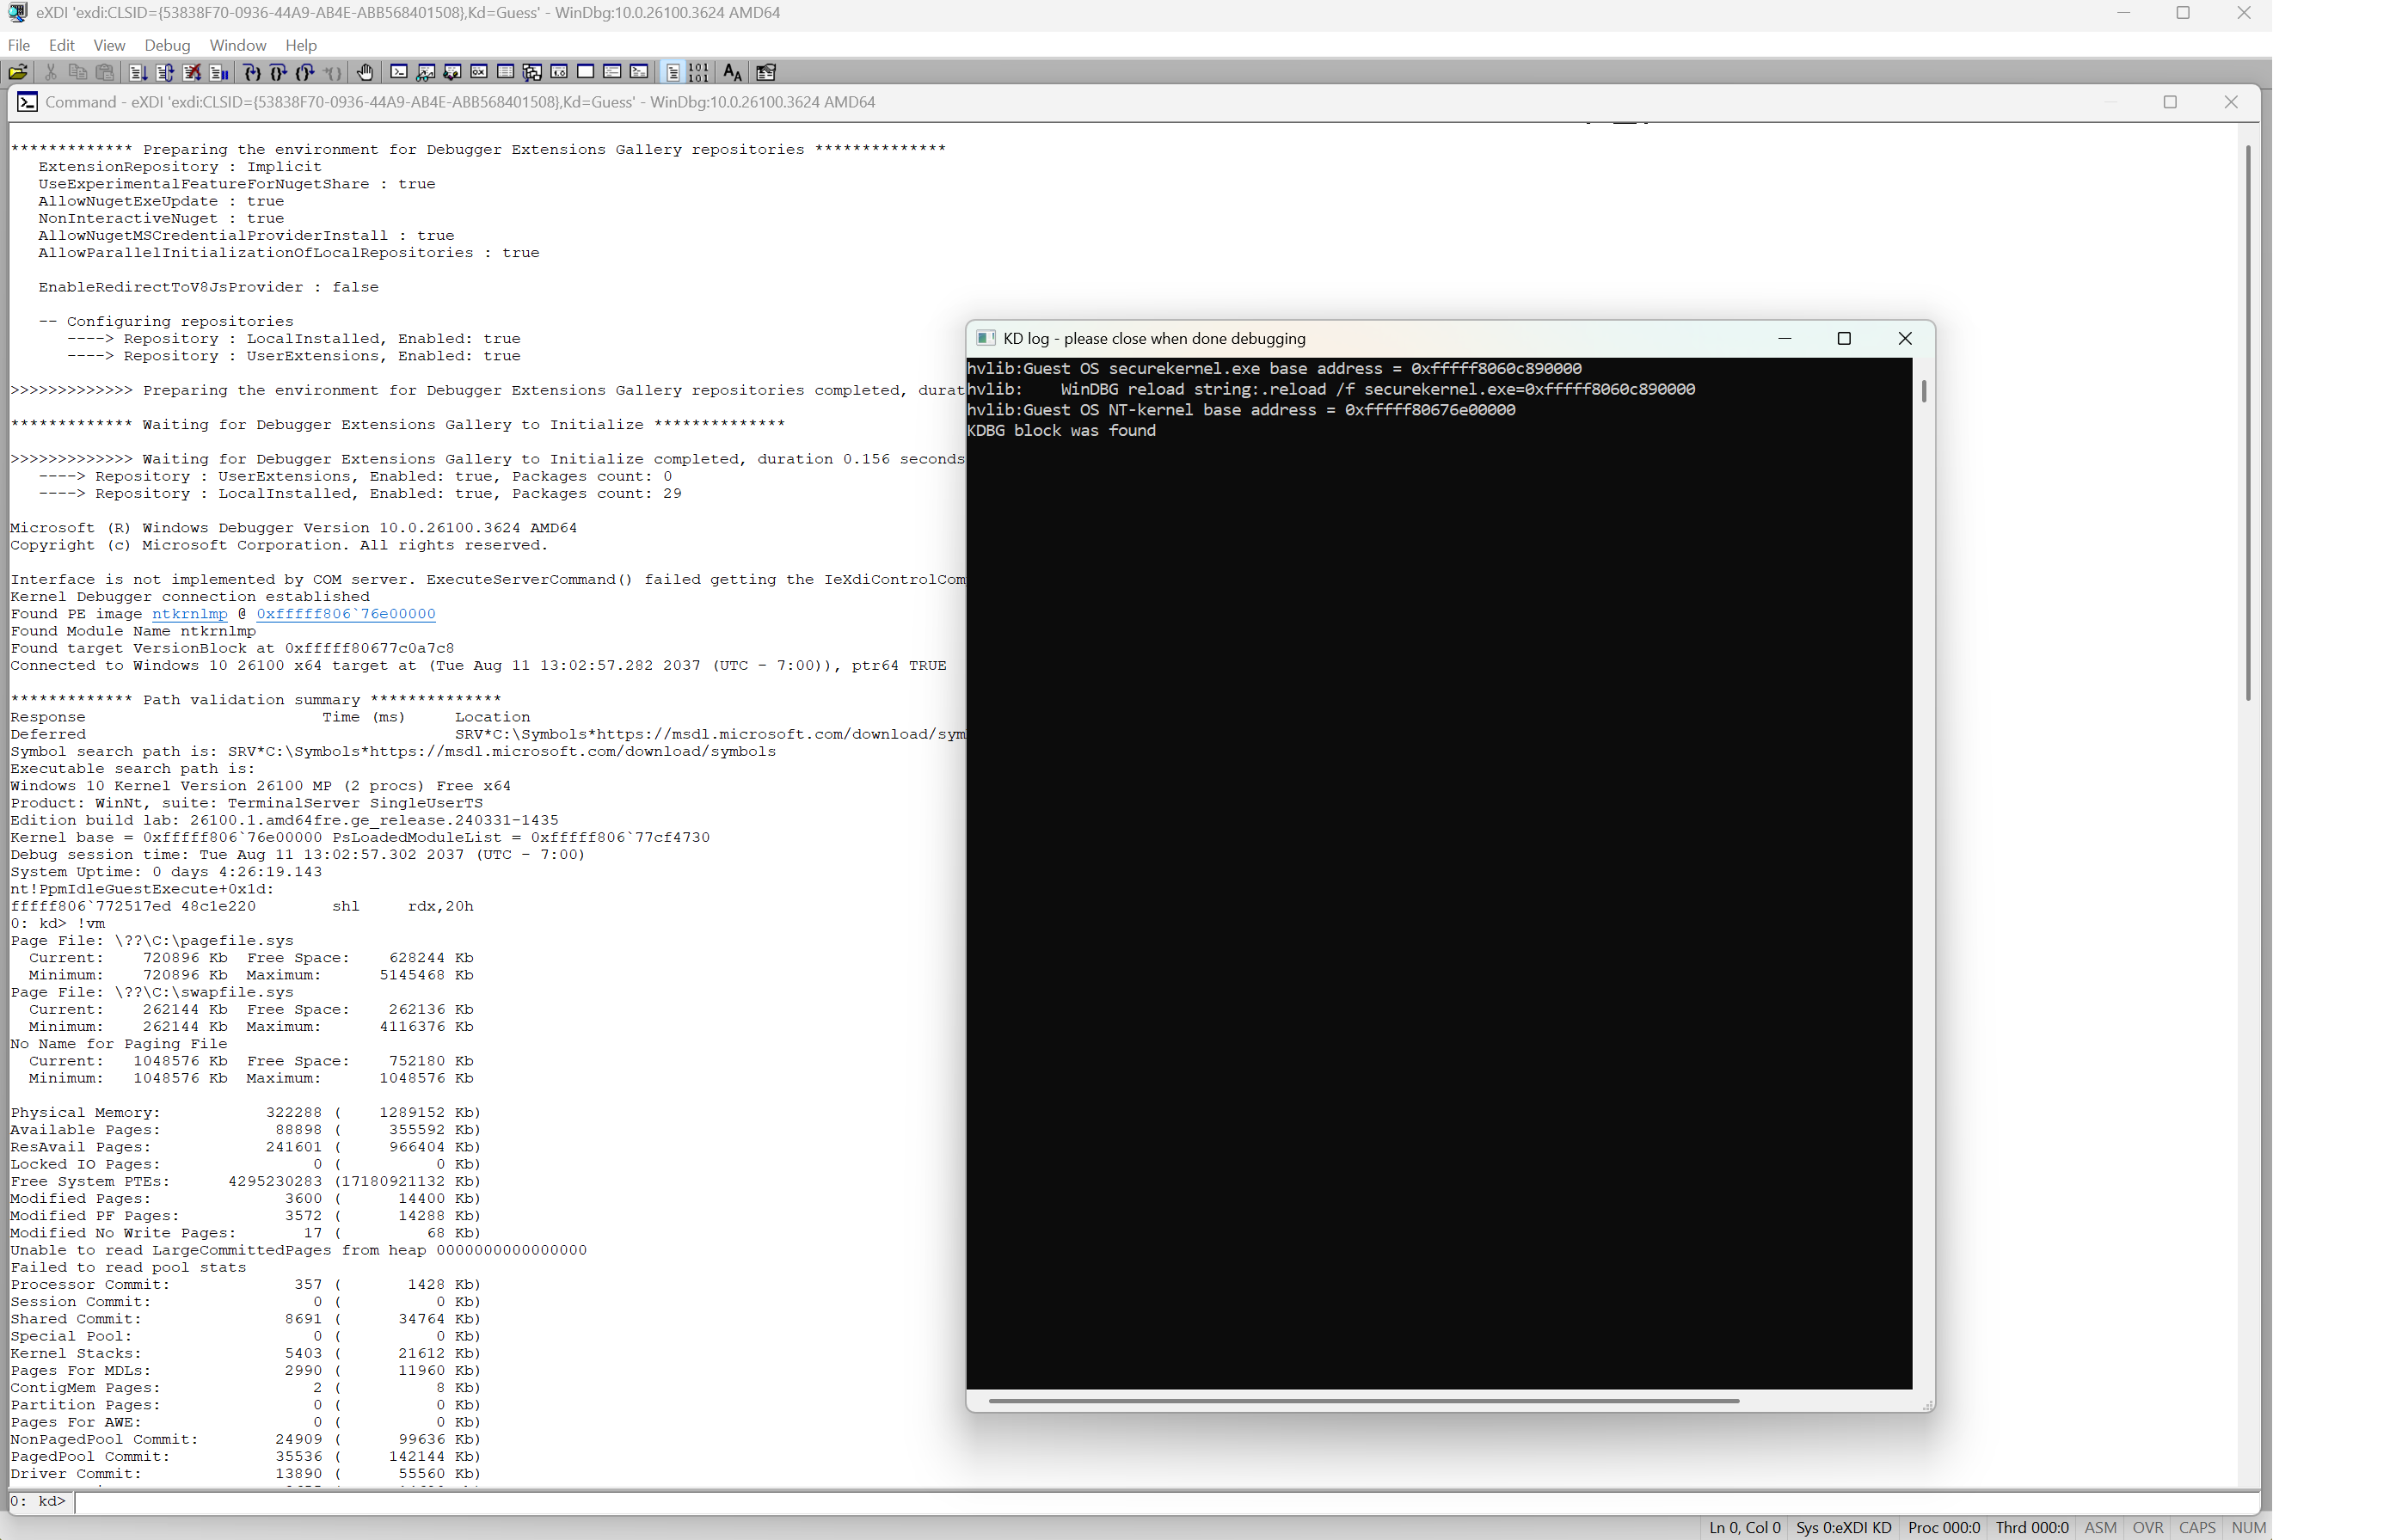 eXDI 'exdi:CLSID={53838F70-0936-44A9-AB4E-ABB568401508},Kd=Guess' - WinDbg:10.0.26100.3624 AMD64
File Edit View Debug Window Help
Command - eXDI 'exdi:CLSID={53838F70-0936-44A9-AB4E-ABB568401508},Kd=Guess' - WinDbg:10.0.26100.3624 AMD64
************* Preparing the environment for Debugger Extensions Gallery repositories **************
ExtensionRepository : Implicit
UseExperimentalFeatureForNugetShare : true
AllowNugetExeUpdate : true
NonInteractiveNuget : true
AllowNugetMSCredentialProviderInstall : true
AllowParallelInitializationOfLocalRepositories : true
EnableRedirectToV8JsProvider : false
-- Configuring repositories
----> Repository : LocalInstalled, Enabled: true
----> Repository : UserExtensions, Enabled: true
>>>>>>>>>>>>> Preparing the environment for Debugger Extensions Gallery repositories completed, durat
************* Waiting for Debugger Extensions Gallery to Initialize **************
>>>>>>>>>>>>> Waiting for Debugger Extensions Gallery to Initialize completed, duration 0.156 seconds
----> Repository : UserExtensions, Enabled: true, Packages count: 0
----> Repository : LocalInstalled, Enabled: true, Packages count: 29
Microsoft (R) Windows Debugger Version 10.0.26100.3624 AMD64
Copyright (c) Microsoft Corporation. All rights reserved.
Interface is not implemented by COM server. ExecuteServerCommand() failed getting the IeXdiControlCom
Kernel Debugger connection established
Found PE image ntkrnlmp @ 0xfffff806`76e00000
Found Module Name ntkrnlmp
Found target VersionBlock at 0xfffff80677c0a7c8
Connected to Windows 10 26100 x64 target at (Tue Aug 11 13:02:57.282 2037 (UTC - 7:00)), ptr64 TRUE
************* Path validation summary **************
Response Time (ms) Location
Deferred SRV*C:\Symbols*https://msdl.microsoft.com/download/sym
Symbol search path is: SRV*C:\Symbols*https://msdl.microsoft.com/download/symbols
Executable search path is:
Windows 10 Kernel Version 26100 MP (2 procs) Free x64
Product: WinNt, suite: TerminalServer SingleUserTS
Edition build lab: 26100.1.amd64fre.ge_release.240331-1435
Kernel base = 0xfffff806`76e00000 PsLoadedModuleList = 0xfffff806`77cf4730
Debug session time: Tue Aug 11 13:02:57.302 2037 (UTC - 7:00)
System Uptime: 0 days 4:26:19.143
nt!PpmIdleGuestExecute+0x1d:
fffff806`772517ed 48c1e220 shl rdx,20h
0: kd> !vm
Page File: \??\C:\pagefile.sys
Current: 720896 Kb Free Space: 628244 Kb
Minimum: 720896 Kb Maximum: 5145468 Kb
Page File: \??\C:\swapfile.sys
Current: 262144 Kb Free Space: 262136 Kb
Minimum: 262144 Kb Maximum: 4116376 Kb
No Name for Paging File
Current: 1048576 Kb Free Space: 752180 Kb
Minimum: 1048576 Kb Maximum: 1048576 Kb
Physical Memory: 322288 ( 1289152 Kb)
Available Pages: 88898 ( 355592 Kb)
ResAvail Pages: 241601 ( 966404 Kb)
Locked IO Pages: 0 ( 0 Kb)
Free System PTEs: 4295230283 (17180921132 Kb)
Modified Pages: 3600 ( 14400 Kb)
Modified PF Pages: 3572 ( 14288 Kb)
Modified No Write Pages: 17 ( 68 Kb)
Unable to read LargeCommittedPages from heap 0000000000000000
Failed to read pool stats
Processor Commit: 357 ( 1428 Kb)
Session Commit: 0 ( 0 Kb)
Shared Commit: 8691 ( 34764 Kb)
Special Pool: 0 ( 0 Kb)
Kernel Stacks: 5403 ( 21612 Kb)
Pages For MDLs: 2990 ( 11960 Kb)
ContigMem Pages: 2 ( 8 Kb)
Partition Pages: 0 ( 0 Kb)
Pages For AWE: 0 ( 0 Kb)
NonPagedPool Commit: 24909 ( 99636 Kb)
PagedPool Commit: 35536 ( 142144 Kb)
Driver Commit: 13890 ( 55560 Kb)
0: kd>
KD log - please close when done debugging
hvlib:Guest OS securekernel.exe base address = 0xfffff8060c890000
hvlib: WinDBG reload string:.reload /f securekernel.exe=0xfffff8060c890000
hvlib:Guest OS NT-kernel base address = 0xfffff80676e00000
KDBG block was found
Ln 0, Col 0 Sys 0:eXDI KD Proc 000:0 Thrd 000:0 ASM OVR CAPS NUM